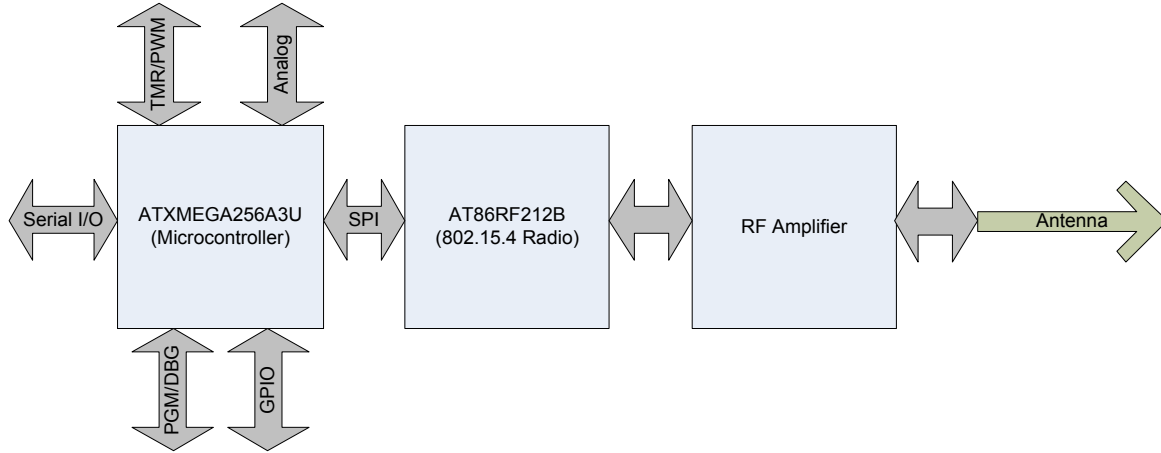 TMR/PWM
Analog
Serial I/O
ATXMEGA256A3U
(Microcontroller)
SPI
AT86RF212B
(802.15.4 Radio)
RF Amplifier
Antenna
PGM/DBG
GPIO